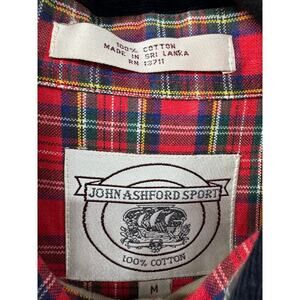 100% COTTON
MADE IN SRI LANKA
RN 13711
JOHN ASHFORD SPORT
100% COTTON
M